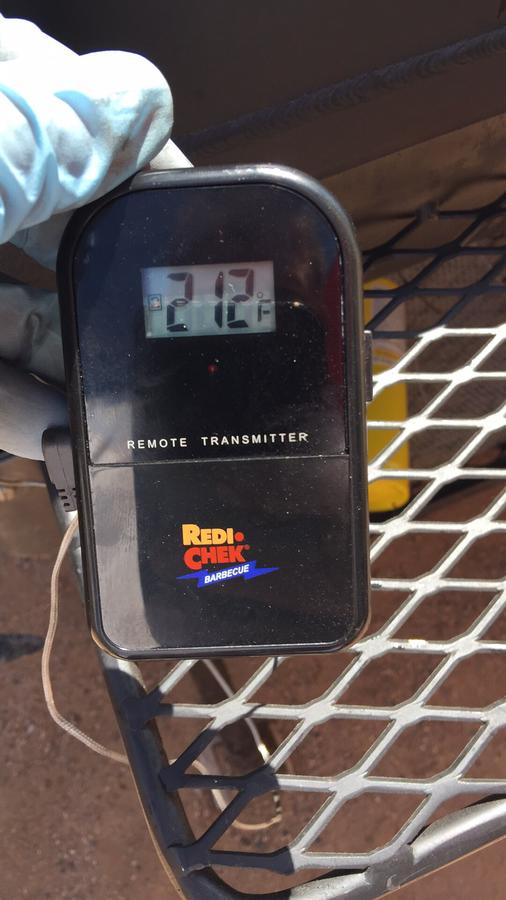 212°F
REMOTE TRANSMITTER
REDI
CHEK®
BARBECUE